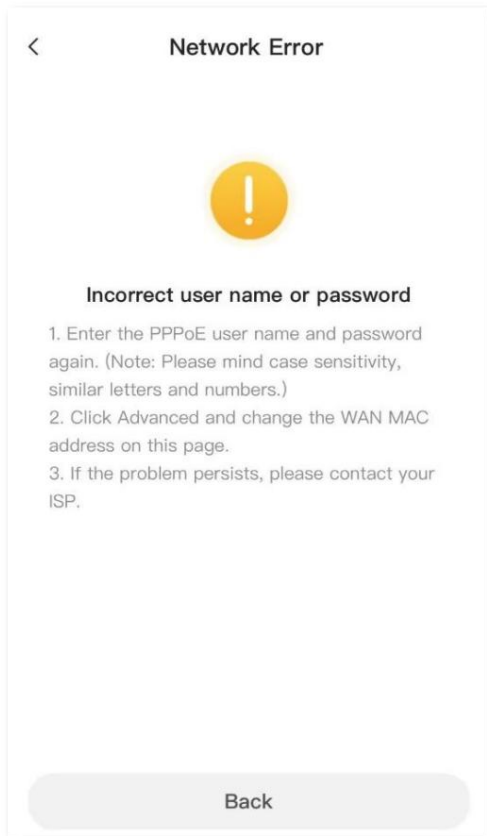 Network Error
Incorrect user name or password
1. Enter the PPPoE user name and password
again. (Note: Please mind case sensitivity,
similar letters and numbers.)
2. Click Advanced and change the WAN MAC
address on this page.
3. If the problem persists, please contact your
ISP.
Back